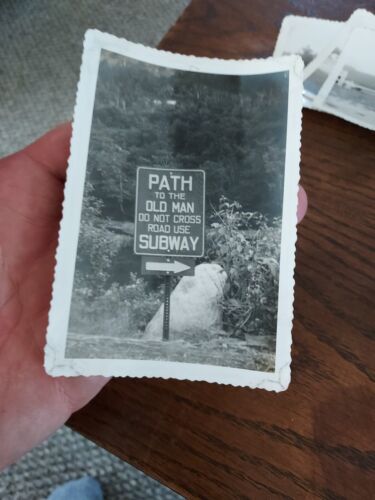 PATH
TO THE
OLD MAN
DO NOT CROSS
ROAD USE
SUBWAY